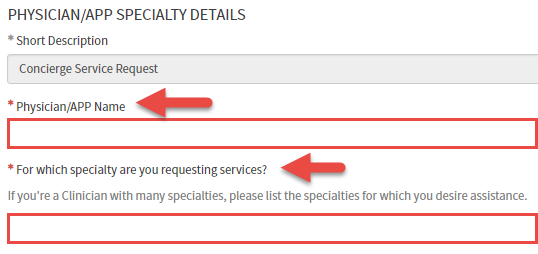 PHYSICIAN/APP SPECIALTY DETAILS
* Short Description
Concierge Service Request
* Physician/APP Name
* For which specialty are you requesting services?
If you're a Clinician with many specialties, please list the specialties for which you desire assistance.